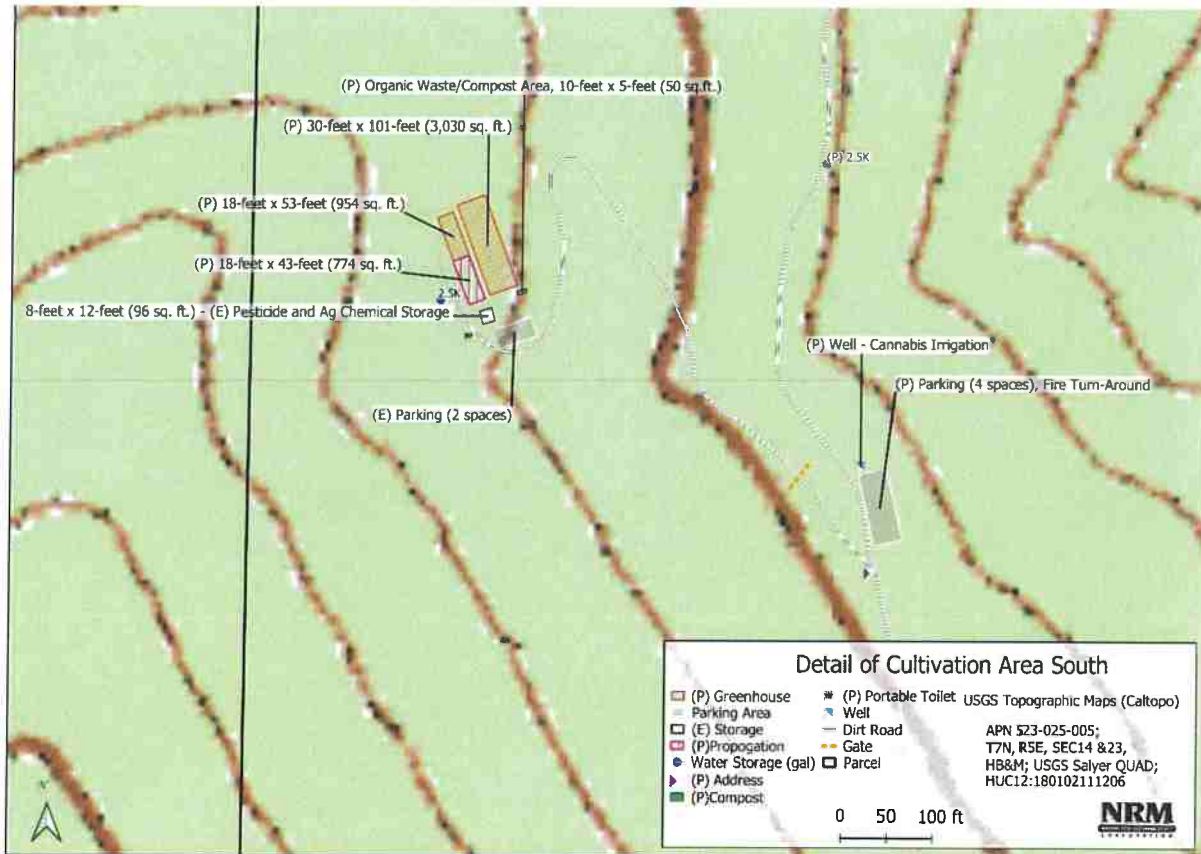 (P) Organic Waste/Compost Area, 10-feet x 5-feet (50 sq.ft.)
(P) 30-feet x 101-feet (3,030 sq. ft.)
(P) 2.5K
(P) 18-feet x 53-feet (954 sq. ft.)
(P) 18-feet x 43-feet (774 sq. ft.)
2.5K
8-feet x 12-feet (96 sq. ft.) - (E) Pesticide and Ag Chemical Storage
(P) Well - Cannabis Irrigation
(P) Parking (4 spaces), Fire Turn-Around
(E) Parking (2 spaces)
Detail of Cultivation Area South
(P) Greenhouse
Parking Area
(E) Storage
(P)Propogation
Water Storage (gal)
(P) Address
(P)Compost
(P) Portable Toilet
Well
Dirt Road
Gate
Parcel
USGS Topographic Maps (Caltopo)
APN 523-025-005;
T7N, R5E, SEC14 &23,
HB&M; USGS Salyer QUAD;
HUC12:180102111206
0 50 100 ft
NRM
CORPORATION